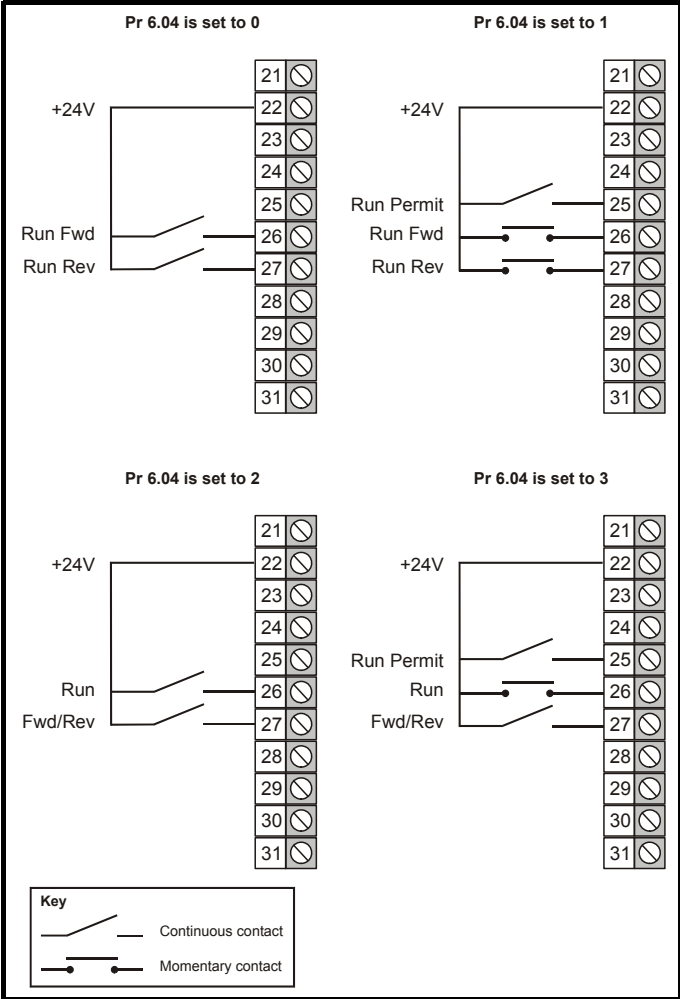 Pr 6.04 is set to 0
21
+24V 22
23
24
25
Run Fwd 26
Run Rev 27
28
29
30
31
Pr 6.04 is set to 1
21
+24V 22
23
24
Run Permit 25
Run Fwd 26
Run Rev 27
28
29
30
31
Pr 6.04 is set to 2
21
+24V 22
23
24
25
Run 26
Fwd/Rev 27
28
29
30
31
Pr 6.04 is set to 3
21
+24V 22
23
24
Run Permit 25
Run 26
Fwd/Rev 27
28
29
30
31
Key
Continuous contact
Momentary contact